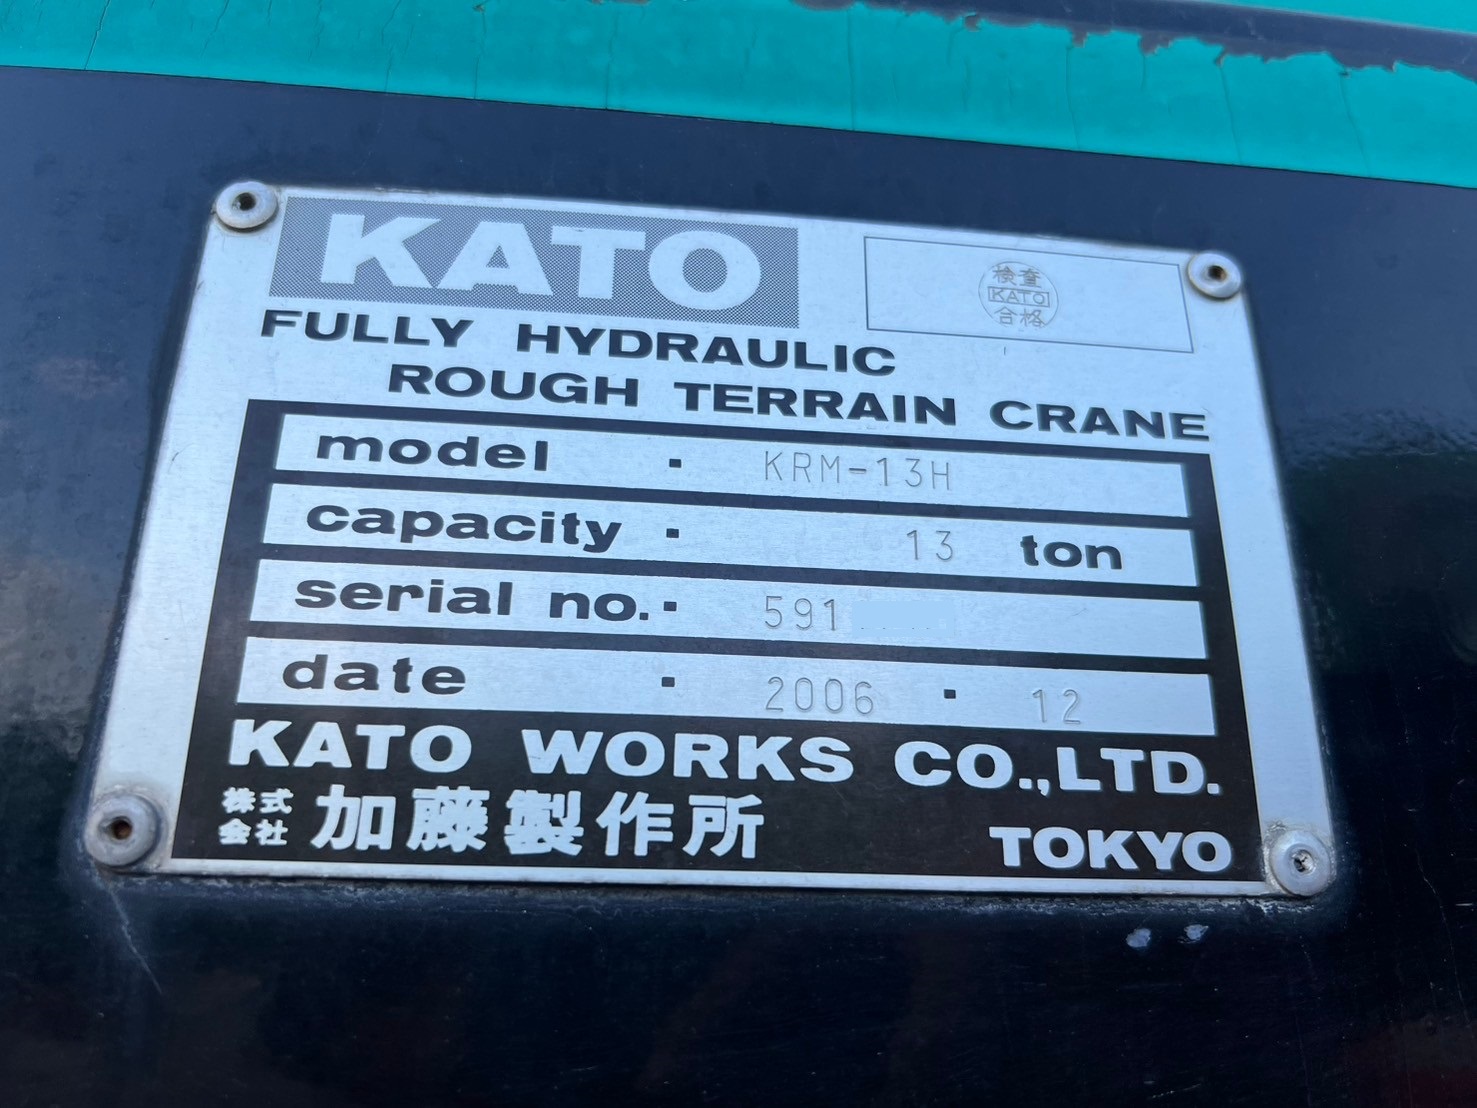 KATO
検査
KATO
合格
FULLY HYDRAULIC
ROUGH TERRAIN CRANE
model ・ KRM-13H
capacity ・ 13 ton
serial no.・ 591
date ・ 2006 ・ 12
KATO WORKS CO.,LTD.
株式会社 加藤製作所
TOKYO